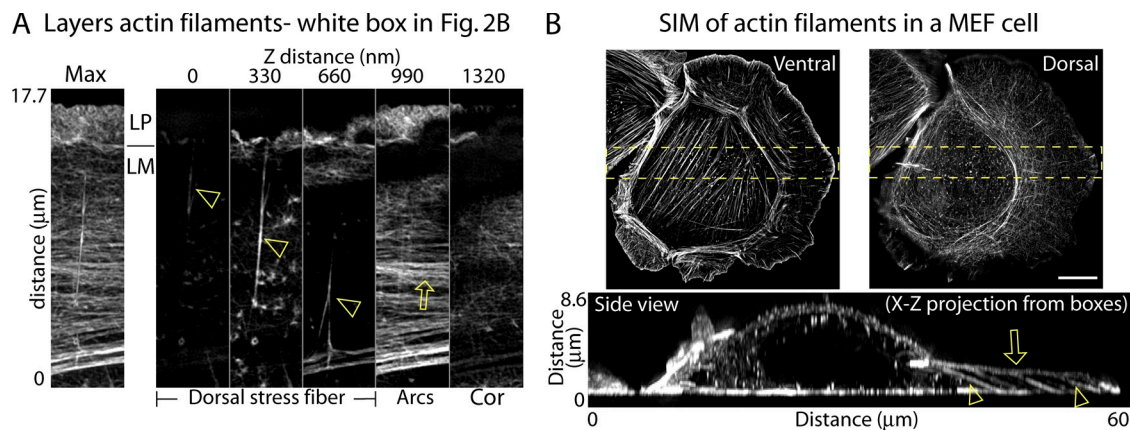 A Layers actin filaments- white box in Fig. 2B
Z distance (nm)
Max 0 330 660 990 1320
17.7
LP
LM
distance (μm)
0
Dorsal stress fiber Arcs Cor
B SIM of actin filaments in a MEF cell
Ventral Dorsal
8.6 Side view (X-Z projection from boxes)
Distance
(μm)
0
0 Distance (μm) 60